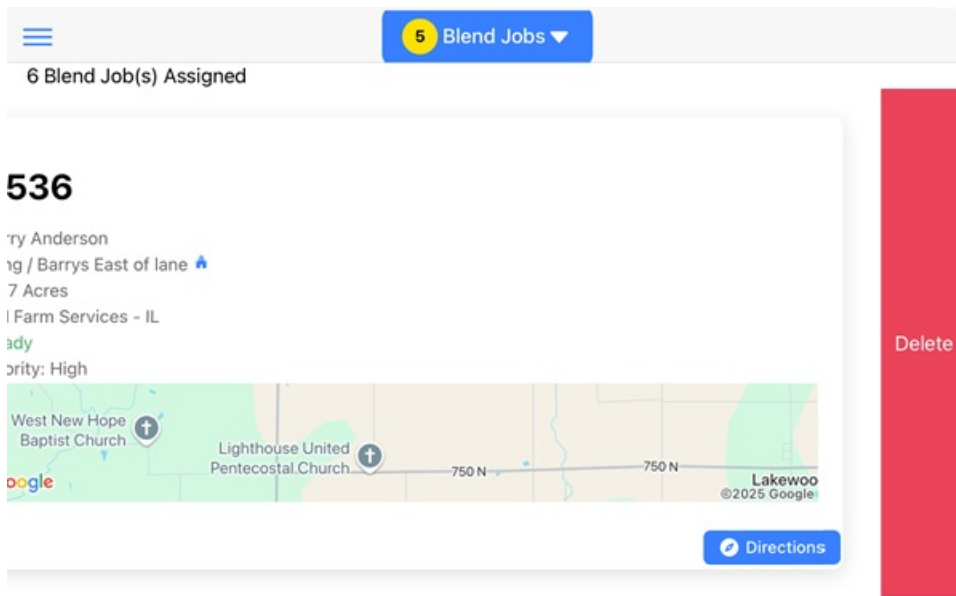 5 Blend Jobs
6 Blend Job(s) Assigned
536
rry Anderson
ng / Barrys East of lane
7 Acres
l Farm Services - IL
ady
ority: High
Delete
West New Hope
Baptist Church
Lighthouse United
Pentecostal Church
750 N
750 N
Lakewoo
oogle
©2025 Google
Directions